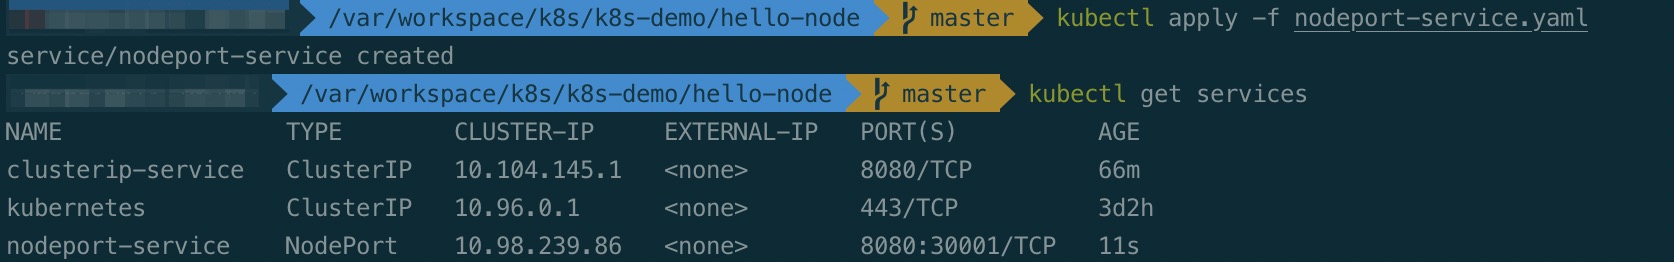 /var/workspace/k8s/k8s-demo/hello-node master kubectl apply -f nodeport-service.yaml
service/nodeport-service created
/var/workspace/k8s/k8s-demo/hello-node master kubectl get services
NAME TYPE CLUSTER-IP EXTERNAL-IP PORT(S) AGE
clusterip-service ClusterIP 10.104.145.1 <none> 8080/TCP 66m
kubernetes ClusterIP 10.96.0.1 <none> 443/TCP 3d2h
nodeport-service NodePort 10.98.239.86 <none> 8080:30001/TCP 11s